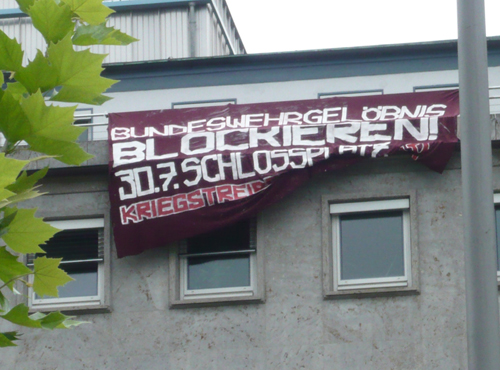 BUNDESWEHRGELÖBNIS
BLOCKIEREN!
30.7. SCHLOSSPLATZ